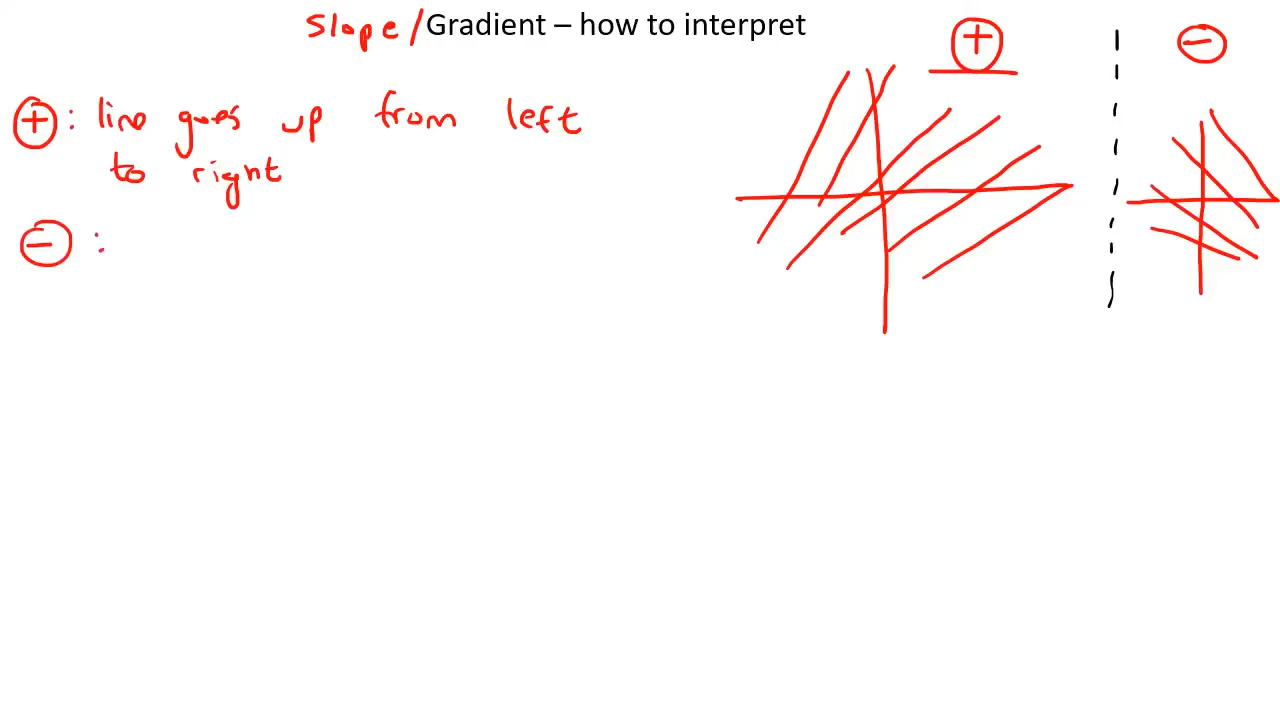 Slope/Gradient – how to interpret
+ : line goes up from left
to right
- :
+
-